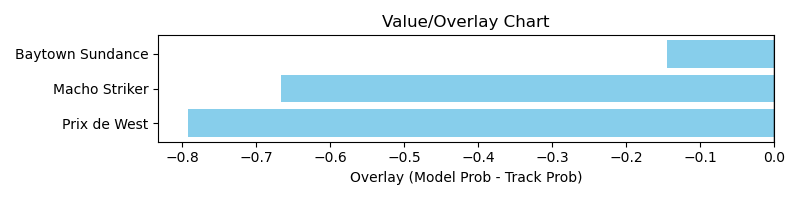 Value/Overlay Chart
Baytown Sundance
Macho Striker
Prix de West
−0.8 −0.7 −0.6 −0.5 −0.4 −0.3 −0.2 −0.1 0.0
Overlay (Model Prob - Track Prob)